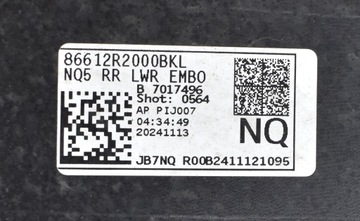 86612R2000BKL
NQ5 RR LWR EMBO
B 7017496
Shot: 0564
AP PIJ007
04:34:49
20241113
NQ
JB7NQ R00B2411121095